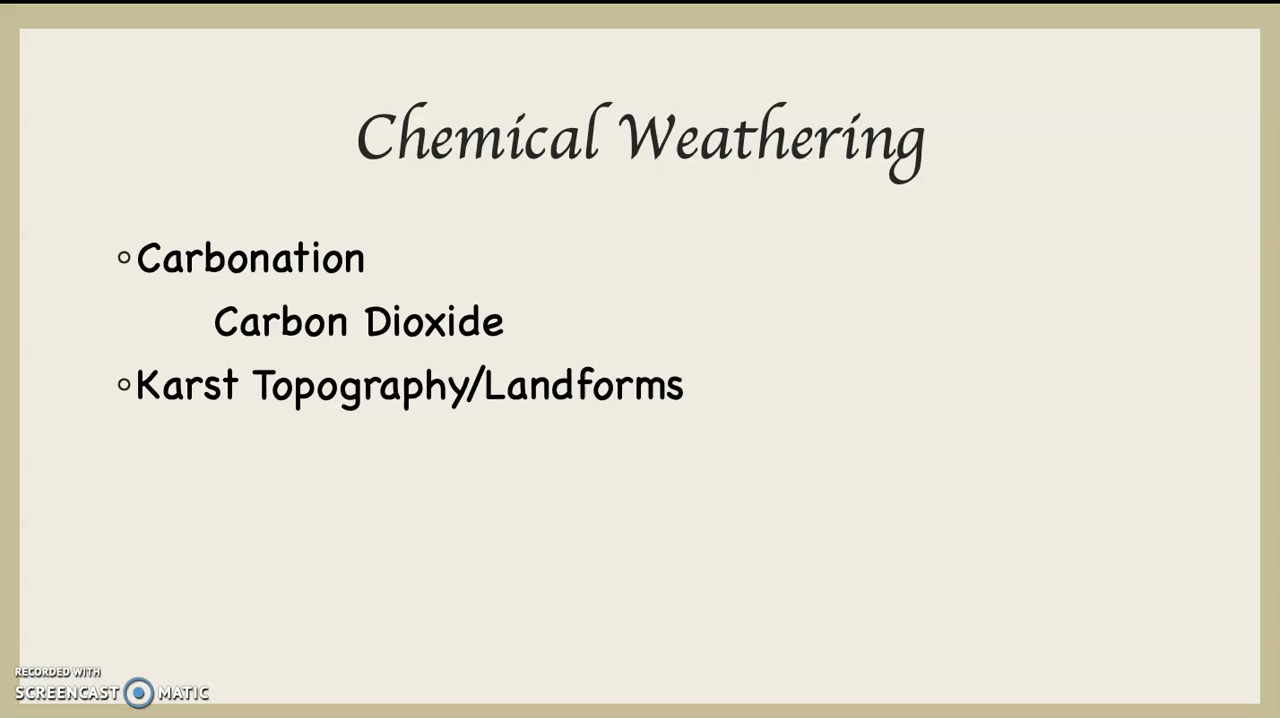 Chemical Weathering
◦Carbonation
Carbon Dioxide
◦Karst Topography/Landforms
RECORDED WITH
SCREENCAST MATIC